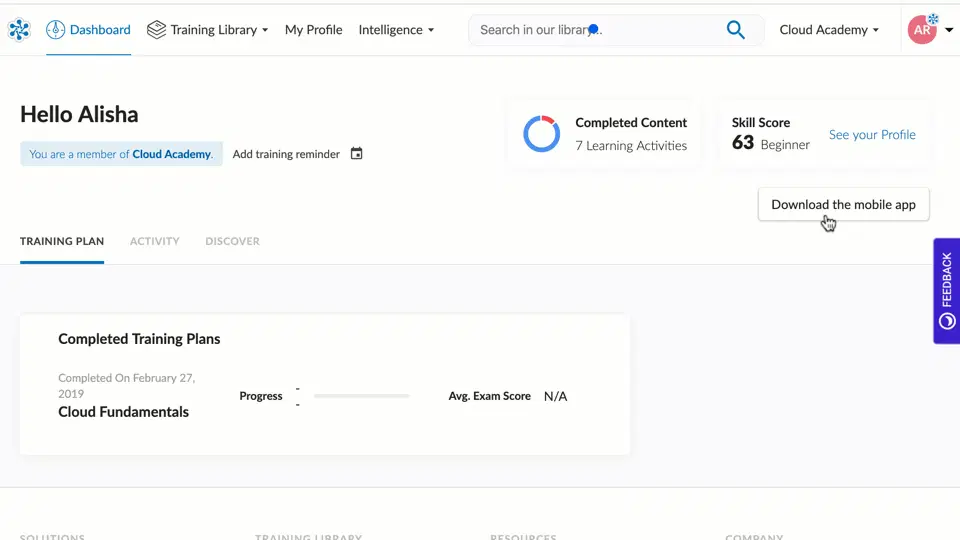 Dashboard
Training Library
My Profile
Intelligence
Search in our library...
Cloud Academy
AR
Hello Alisha
You are a member of Cloud Academy.
Add training reminder
Completed Content
7 Learning Activities
Skill Score
63 Beginner
See your Profile
Download the mobile app
TRAINING PLAN
ACTIVITY
DISCOVER
FEEDBACK
Completed Training Plans
Completed On February 27,
2019
Cloud Fundamentals
Progress
-
-
Avg. Exam Score
N/A
SOLUTIONS
TRAINING LIBRARY
RESOURCES
COMPANY